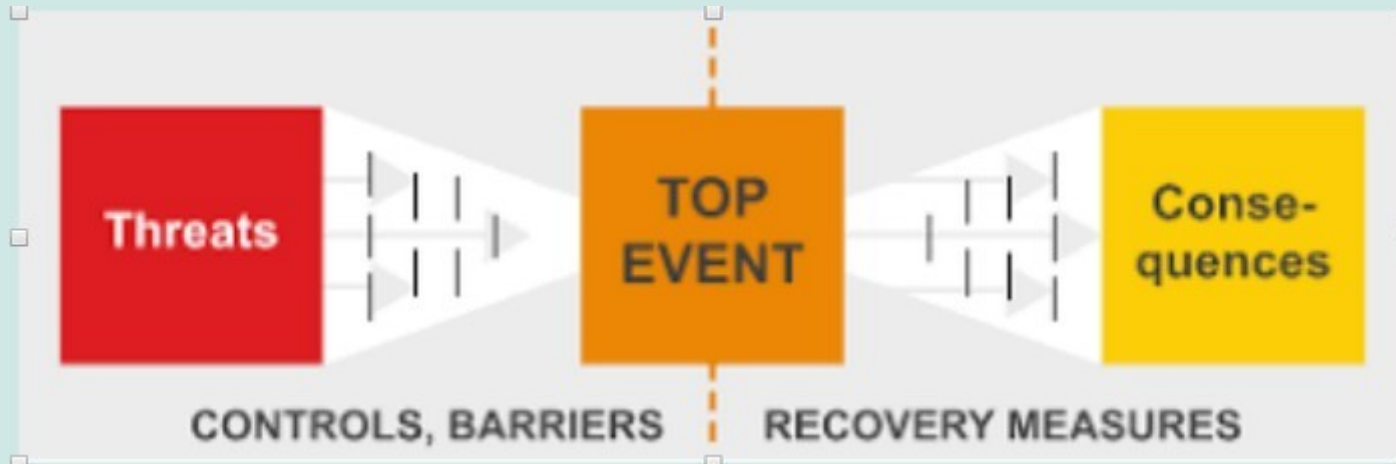 Threats
TOP
EVENT
Conse-
quences
CONTROLS, BARRIERS
RECOVERY MEASURES